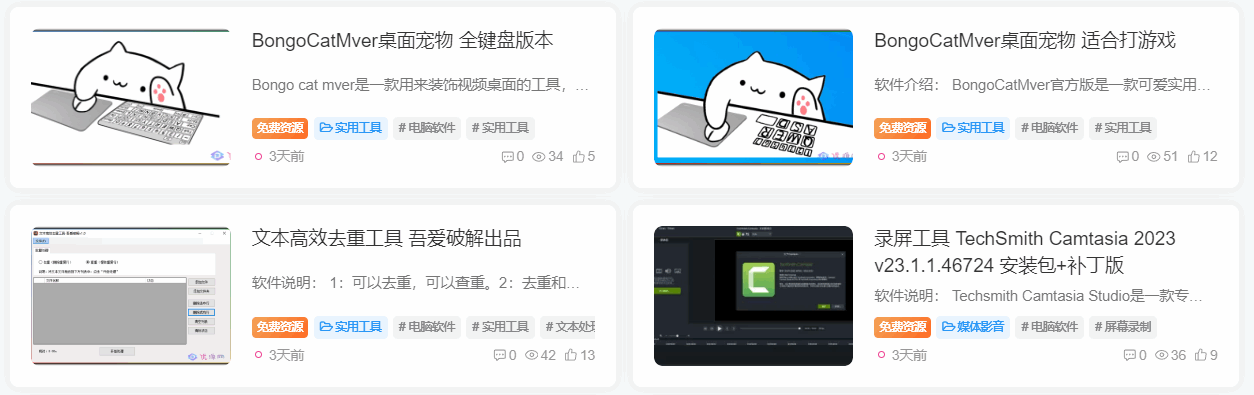 BongoCatMver桌面宠物 全键盘版本
Bongo cat mver是一款用来装饰视频桌面的工具，...
免费资源 实用工具 # 电脑软件 # 实用工具
3天前 0 34 5
BongoCatMver桌面宠物 适合打游戏
软件介绍： BongoCatMver官方版是一款可爱实用...
免费资源 实用工具 # 电脑软件 # 实用工具
3天前 0 51 12
文本高效去重工具 吾爱破解出品
软件说明： 1：可以去重，可以查重。2：去重和...
免费资源 实用工具 # 电脑软件 # 实用工具 # 文本处
3天前 0 42 13
录屏工具 TechSmith Camtasia 2023
v23.1.1.46724 安装包+补丁版
软件说明： Techsmith Camtasia Studio是一款专...
免费资源 媒体影音 # 电脑软件 # 屏幕录制
3天前 0 36 9